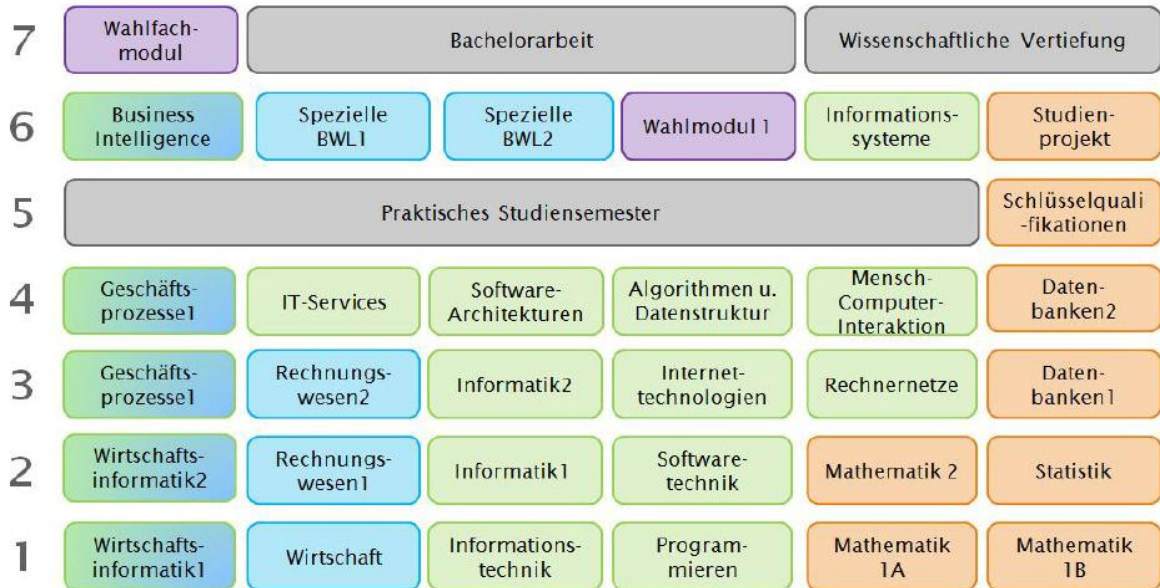 7
Wahlfach-
modul
Bachelorarbeit
Wissenschaftliche Vertiefung
6
Business
Intelligence
Spezielle
BWL1
Spezielle
BWL2
Wahlmodul 1
Informations-
systeme
Studien-
projekt
5
Praktisches Studiensemester
Schlüsselquali
-fikationen
4
Geschäfts-
prozesse1
IT-Services
Software-
Architekturen
Algorithmen u.
Datenstruktur
Mensch-
Computer-
Interaktion
Daten-
banken2
3
Geschäfts-
prozesse1
Rechnungs-
wesen2
Informatik2
Internet-
technologien
Rechnernetze
Daten-
banken1
2
Wirtschafts-
informatik2
Rechnungs-
wesen1
Informatik1
Software-
technik
Mathematik 2
Statistik
1
Wirtschafts-
informatik1
Wirtschaft
Informations-
technik
Program-
mieren
Mathematik
1A
Mathematik
1B